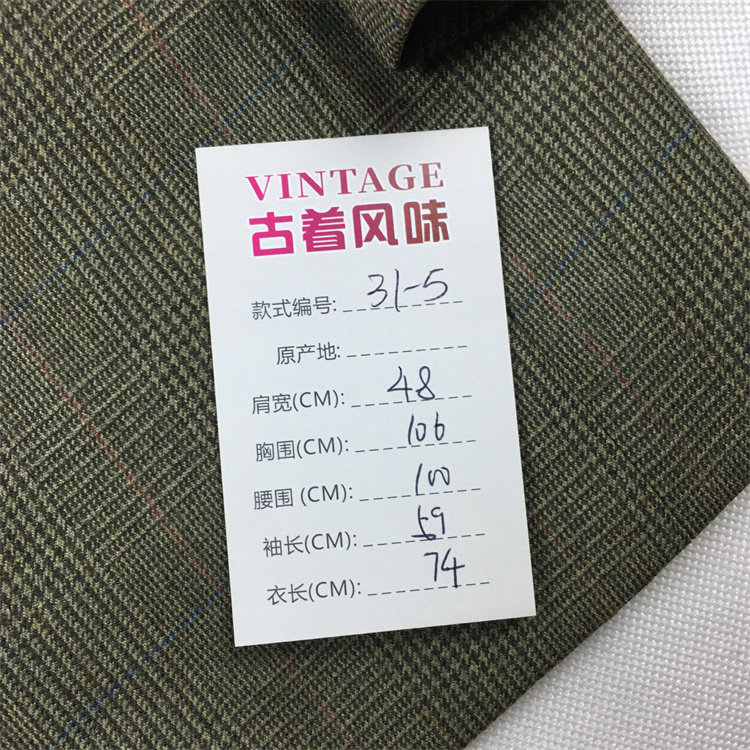 VINTAGE
古着风味
款式编号: 31-5
原产地:
肩宽(CM): 48
胸围(CM): 106
腰围 (CM): 100
袖长(CM): 59
衣长(CM): 74